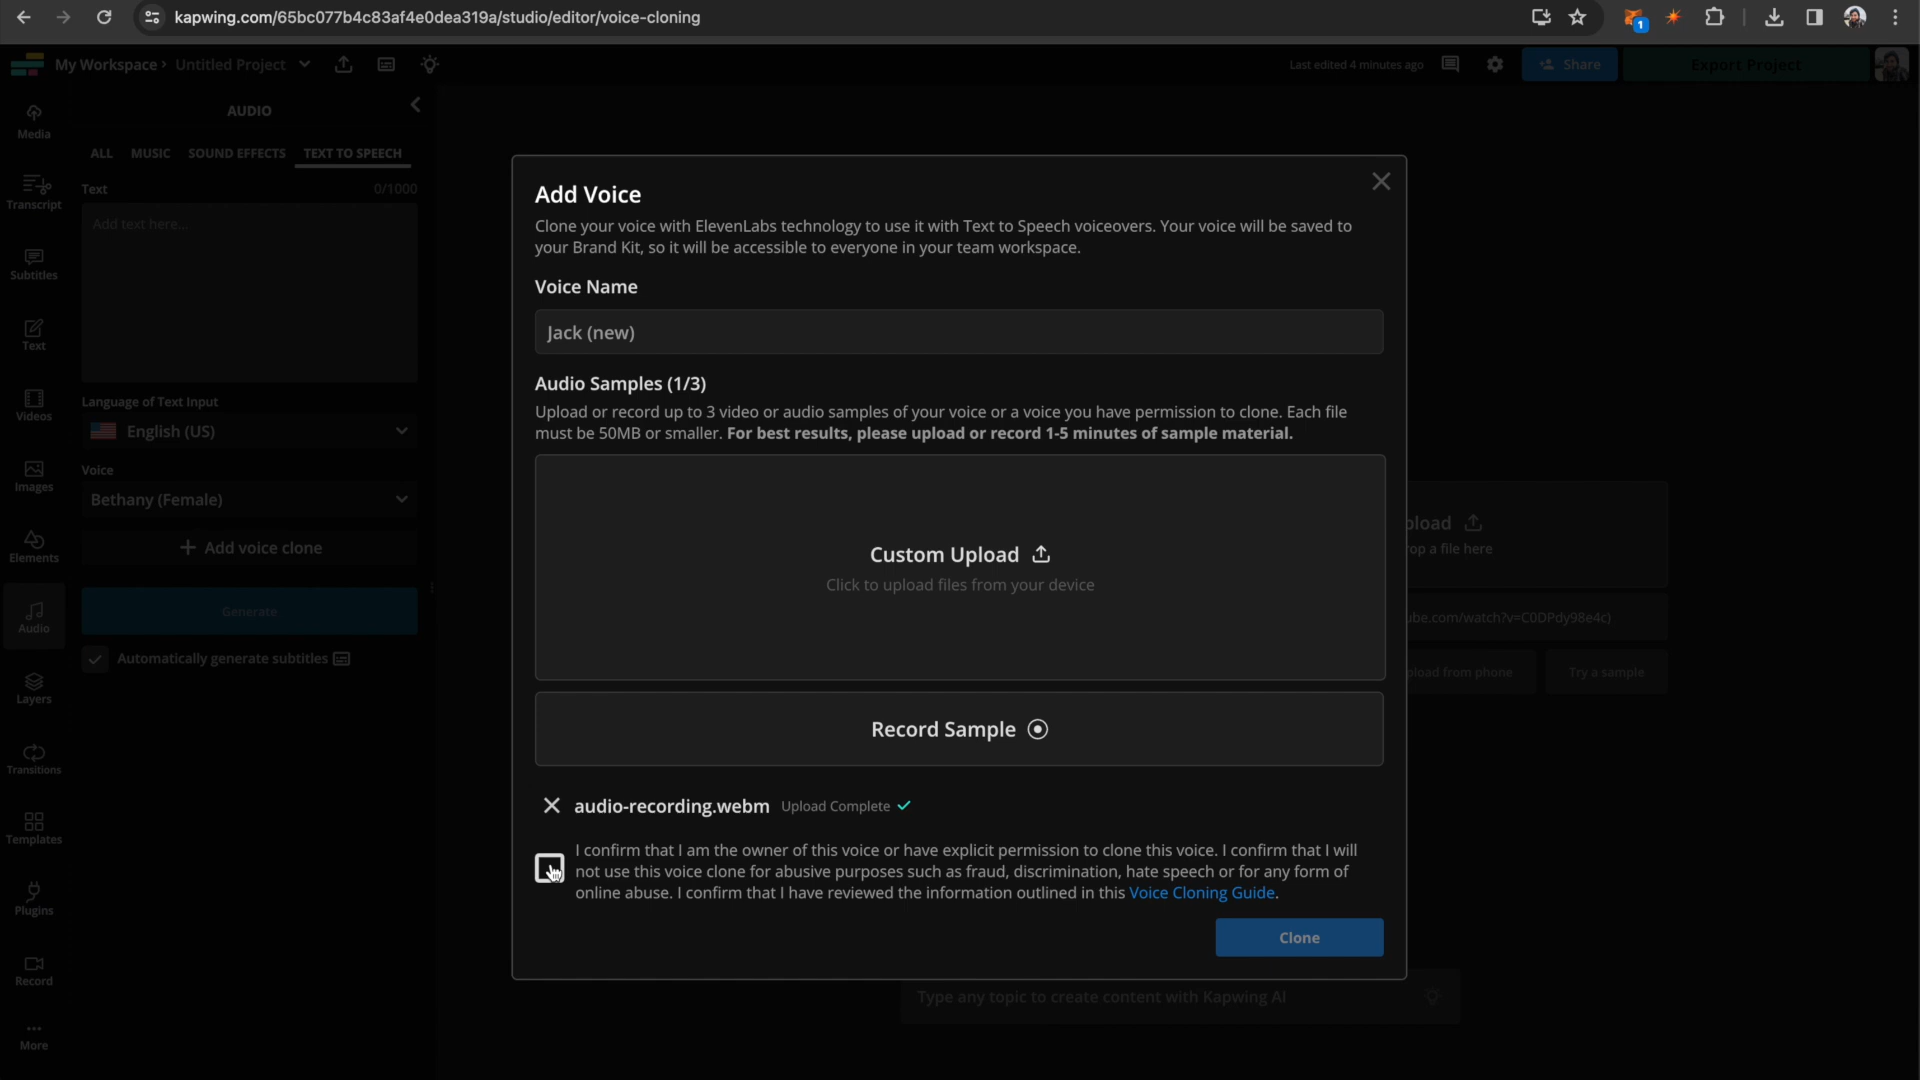 kapwing.com/65bc077b4c83af4e0dea319a/studio/editor/voice-cloning
1
My Workspace › Untitled Project
Last edited 4 minutes ago
Share
Export Project
Media
Transcript
Subtitles
Text
Videos
Images
Elements
Audio
Layers
Transitions
Templates
Plugins
Record
More
AUDIO
ALL MUSIC SOUND EFFECTS TEXT TO SPEECH
Text 0/1000
Add text here...
Language of Text Input
English (US)
Voice
Bethany (Female)
+ Add voice clone
Generate
Automatically generate subtitles
Add Voice
Clone your voice with ElevenLabs technology to use it with Text to Speech voiceovers. Your voice will be saved to
your Brand Kit, so it will be accessible to everyone in your team workspace.
Voice Name
Jack (new)
Audio Samples (1/3)
Upload or record up to 3 video or audio samples of your voice or a voice you have permission to clone. Each file
must be 50MB or smaller. For best results, please upload or record 1-5 minutes of sample material.
Custom Upload
Click to upload files from your device
Record Sample
audio-recording.webm Upload Complete
I confirm that I am the owner of this voice or have explicit permission to clone this voice. I confirm that I will
not use this voice clone for abusive purposes such as fraud, discrimination, hate speech or for any form of
online abuse. I confirm that I have reviewed the information outlined in this Voice Cloning Guide.
Clone
pload
rop a file here
ube.com/watch?v=C0DPdy98e4c)
pload from phone
Try a sample
Type any topic to create content with Kapwing AI